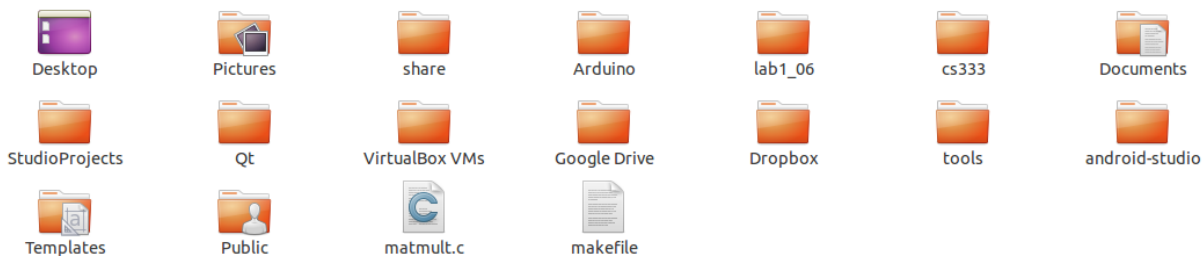 Desktop Pictures share Arduino lab1_06 cs333 Documents
StudioProjects Qt VirtualBox VMs Google Drive Dropbox tools android-studio
Templates Public matmult.c makefile